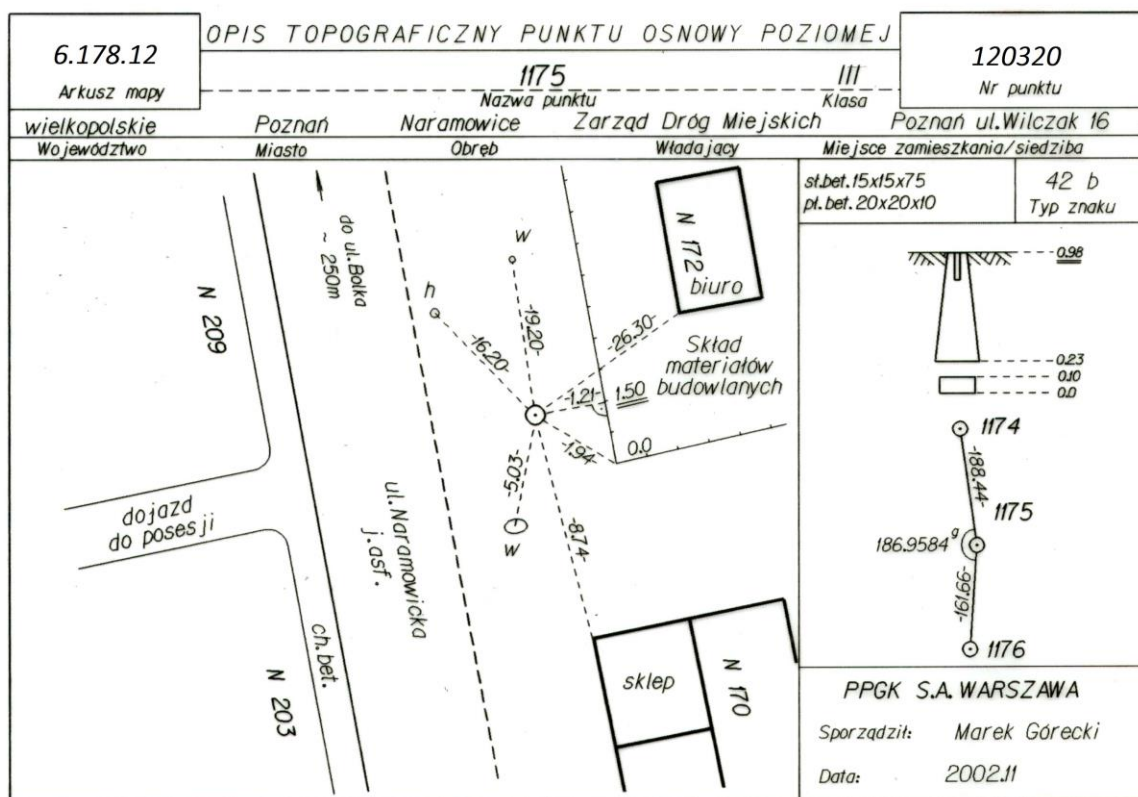 OPIS TOPOGRAFICZNY PUNKTU OSNOWY POZIOMEJ
6.178.12
Arkusz mapy
1175
Nazwa punktu
III
Klasa
120320
Nr punktu
wielkopolskie Poznań Naramowice Zarząd Dróg Miejskich Poznań ul.Wilczak 16
Województwo Miasto Obręb Władający Miejsce zamieszkania/siedziba
sł.bet.15x15x75
pł.bet.20x20x10
42 b
Typ znaku
do ul.Bolka
~ 250m
N 209
h
w
-16.20-
-19.20-
-26.30-
N 172
biuro
Skład
materiałów
budowlanych
-1.21-
1.50
-1.94-
0.0
-5.03-
w
-8.74-
dojazd
do posesji
ul.Naramowicka
j.asf.
ch.bet.
N 203
sklep
N 170
0.98
0.23
0.10
0.0
1174
-188.44-
1175
186.9584g
-161.66-
1176
PPGK S.A. WARSZAWA
Sporządził: Marek Górecki
Data: 2002.11